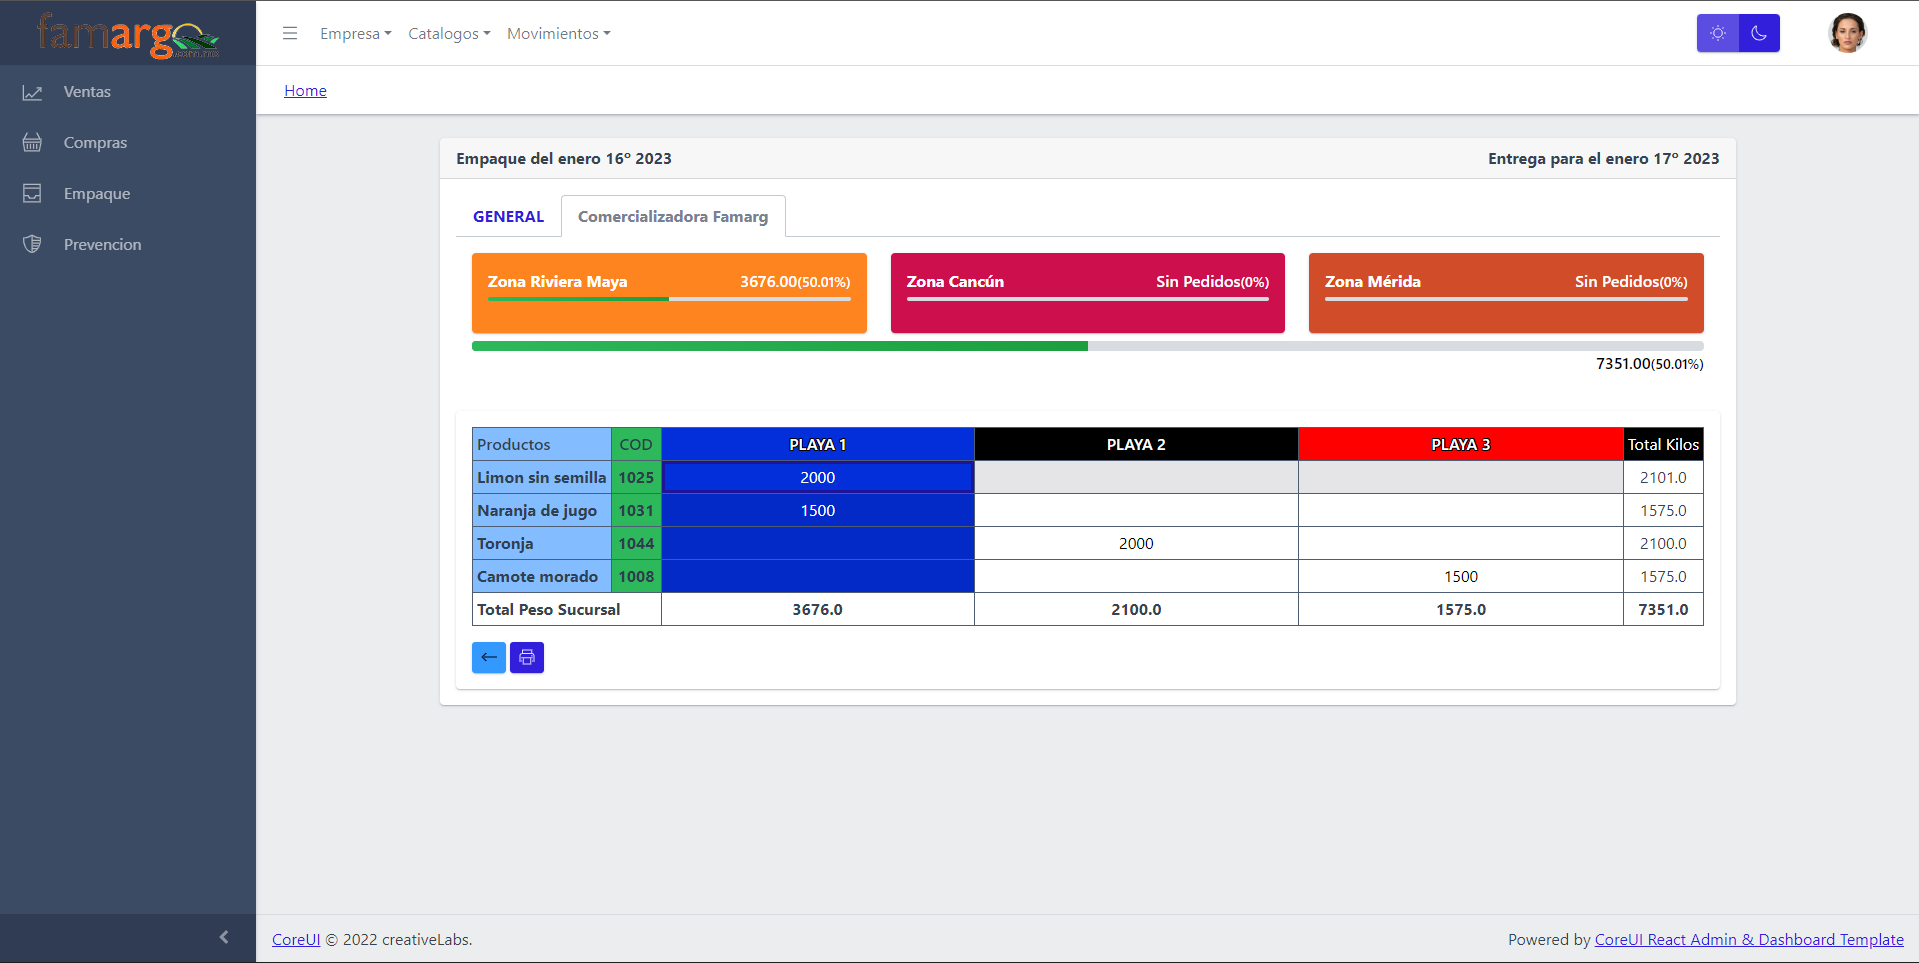 famargo
.com.mx
Empresa Catalogos Movimientos
Ventas
Compras
Empaque
Prevencion
Home
Empaque del enero 16º 2023 Entrega para el enero 17º 2023
GENERAL Comercializadora Famarg
Zona Riviera Maya 3676.00(50.01%)
Zona Cancún Sin Pedidos(0%)
Zona Mérida Sin Pedidos(0%)
7351.00(50.01%)
Productos COD PLAYA 1 PLAYA 2 PLAYA 3 Total Kilos
Limon sin semilla 1025 2000 2101.0
Naranja de jugo 1031 1500 1575.0
Toronja 1044 2000 2100.0
Camote morado 1008 1500 1575.0
Total Peso Sucursal 3676.0 2100.0 1575.0 7351.0
CoreUI © 2022 creativeLabs. Powered by CoreUI React Admin & Dashboard Template